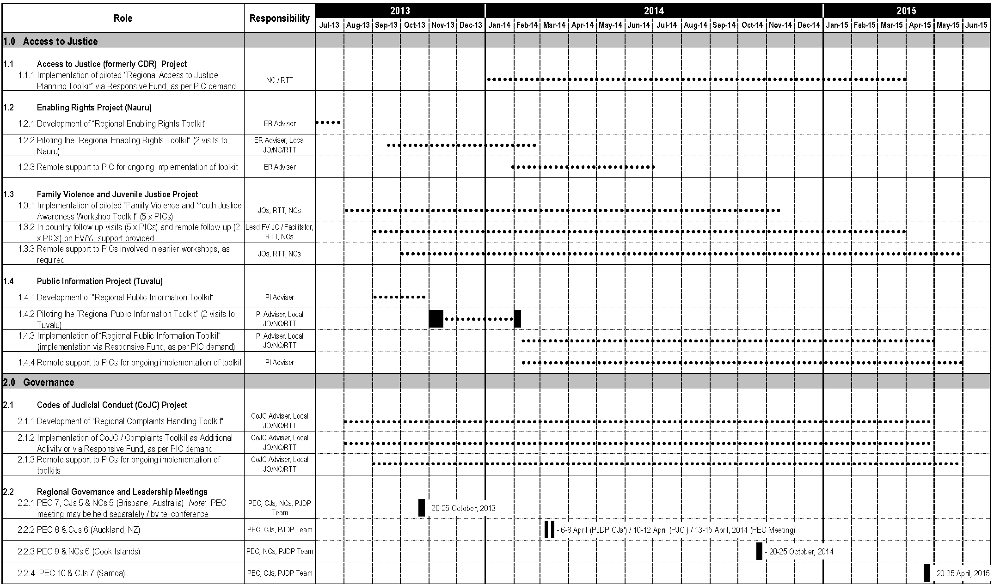 Role
Responsibility
2013
2014
2015
Jul-13 Aug-13 Sep-13 Oct-13 Nov-13 Dec-13 Jan-14 Feb-14 Mar-14 Apr-14 May-14 Jun-14 Jul-14 Aug-14 Sep-14 Oct-14 Nov-14 Dec-14 Jan-15 Feb-15 Mar-15 Apr-15 May-15 Jun-15
1.0 Access to Justice
1.1 Access to Justice (formerly CDR) Project
1.1.1 Implementation of piloted “Regional Access to Justice
Planning Toolkit” via Responsive Fund, as per PIC demand
NC / RTT
1.2 Enabling Rights Project (Nauru)
1.2.1 Development of “Regional Enabling Rights Toolkit”
ER Adviser
1.2.2 Piloting the “Regional Enabling Rights Toolkit” (2 visits to
Nauru)
ER Adviser, Local
JO/NC/RTT
1.2.3 Remote support to PIC for ongoing implementation of toolkit
ER Adviser
1.3 Family Violence and Juvenile Justice Project
1.3.1 Implementation of piloted “Family Violence and Youth Justice
Awareness Workshop Toolkit” (5 x PICs)
JOs, RTT, NCs
1.3.2 In-country follow-up visits (5 x PICs) and remote follow-up (2
x PICs) on FV/YJ support provided
Lead FV JO / Facilitator,
RTT, NCs
1.3.3 Remote support to PICs involved in earlier workshops, as
required
JOs, RTT, NCs
1.4 Public Information Project (Tuvalu)
1.4.1 Development of “Regional Public Information Toolkit”
PI Adviser
1.4.2 Piloting the “Regional Public Information Toolkit” (2 visits to
Tuvalu)
PI Adviser, Local
JO/NC/RTT
1.4.3 Implementation of “Regional Public Information Toolkit”
(implementation via Responsive Fund, as per PIC demand)
PI Adviser, Local
JO/NC/RTT
1.4.4 Remote support to PICs for ongoing implementation of toolkit
PI Adviser
2.0 Governance
2.1 Codes of Judicial Conduct (CoJC) Project
2.1.1 Development of "Regional Complaints Handling Toolkit"
CoJC Adviser, Local
JO/NC/RTT
2.1.2 Implementation of CoJC / Complaints Toolkit as Additional
Activity or via Responsive Fund, as per PIC demand
CoJC Adviser, Local
JO/NC/RTT
2.1.3 Remote support to PICs for ongoing implementation of
toolkits
CoJC Adviser, Local
JO/NC/RTT
2.2 Regional Governance and Leadership Meetings
2.2.1 PEC 7, CJs 5 & NCs 5 (Brisbane, Australia) Note: PEC
meeting may be held separately / by tel-conference
PEC, CJs, NCs, PJDP
Team
- 20-25 October, 2013
2.2.2 PEC 8 & CJs 6 (Auckland, NZ)
PEC, CJs, PJDP Team
- 6-8 April (PJDP CJs') / 10-12 April (PJC ) / 13-15 April, 2014 (PEC Meeting)
2.2.3 PEC 9 & NCs 6 (Cook Islands)
PEC, NCs, PJDP Team
- 20-25 October, 2014
2.2.4 PEC 10 & CJs 7 (Samoa)
PEC, CJs, PJDP Team
- 20-25 April, 2015